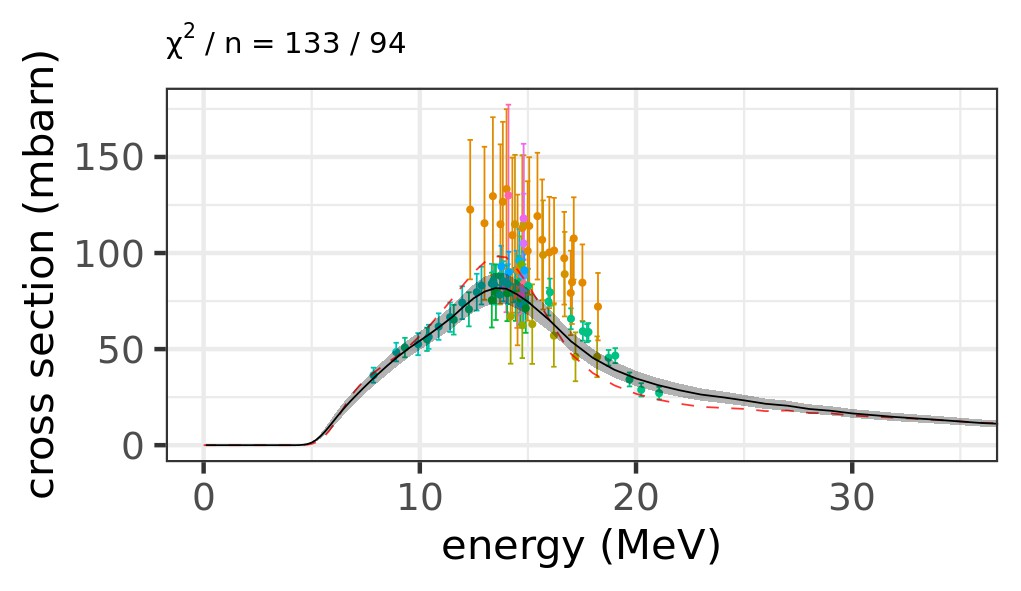 χ² / n = 133 / 94
cross section (mbarn)
150
100
50
0
0 10 20 30
energy (MeV)